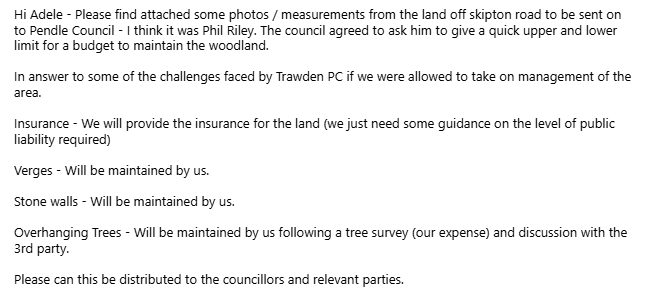 Hi Adele - Please find attached some photos / measurements from the land off skipton road to be sent on
to Pendle Council - I think it was Phil Riley. The council agreed to ask him to give a quick upper and lower
limit for a budget to maintain the woodland.
In answer to some of the challenges faced by Trawden PC if we were allowed to take on management of the
area.
Insurance - We will provide the insurance for the land (we just need some guidance on the level of public
liability required)
Verges - Will be maintained by us.
Stone walls - Will be maintained by us.
Overhanging Trees - Will be maintained by us following a tree survey (our expense) and discussion with the
3rd party.
Please can this be distributed to the councillors and relevant parties.